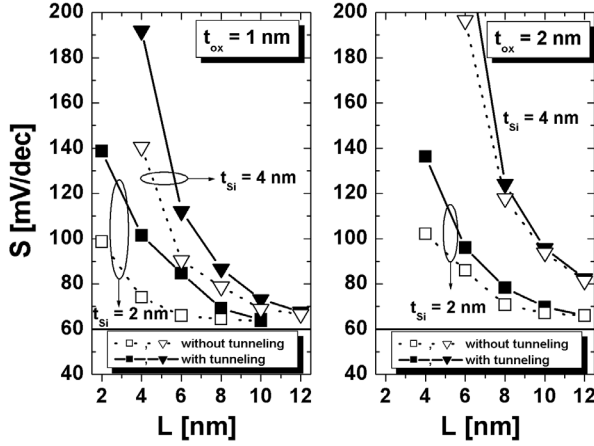 S [mV/dec]
200
180
160
140
120
100
80
60
40
t_ox = 1 nm
t_Si = 4 nm
t_Si = 2 nm
, without tunneling
, with tunneling
2 4 6 8 10 12
L [nm]
200
180
160
140
120
100
80
60
40
t_ox = 2 nm
t_Si = 4 nm
t_Si = 2 nm
, without tunneling
, with tunneling
2 4 6 8 10 12
L [nm]